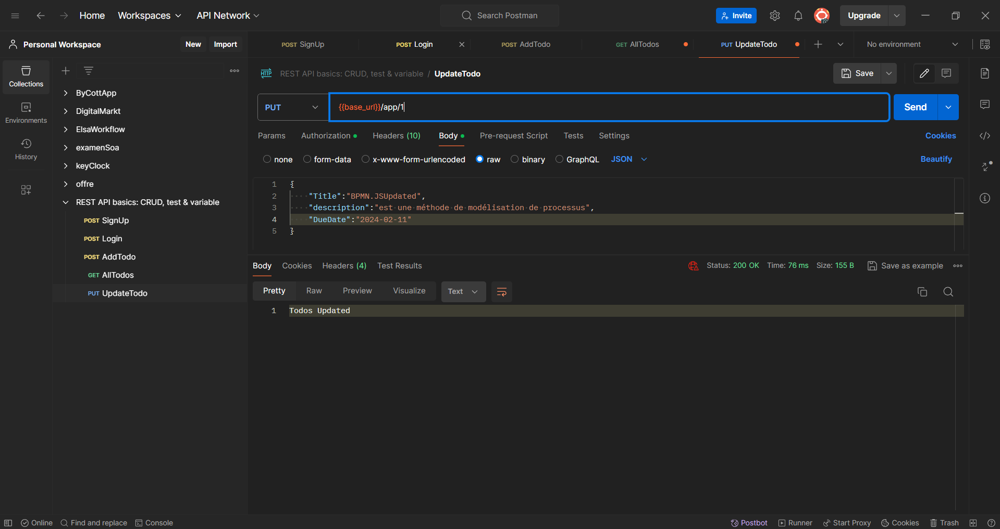 Home Workspaces API Network Search Postman Invite Upgrade
Personal Workspace New Import POST SignUp POST Login POST AddTodo GET AllTodos PUT UpdateTodo No environment
Collections
Environments
History
ByCottApp
DigitalMarkt
ElsaWorkflow
examenSoa
keyClock
offre
REST API basics: CRUD, test & variable
POST SignUp
POST Login
POST AddTodo
GET AllTodos
PUT UpdateTodo
HTTP REST API basics: CRUD, test & variable / UpdateTodo Save
PUT {{base_url}}/app/1 Send
Params Authorization Headers (10) Body Pre-request Script Tests Settings Cookies
none form-data x-www-form-urlencoded raw binary GraphQL JSON Beautify
1 {
2 ····"Title":"BPMN.JSUpdated",
3 ····"description":"est·une·méthode·de·modélisation·de·processus",
4 ····"DueDate":"2024-02-11"
5 }
Body Cookies Headers (4) Test Results Status: 200 OK Time: 76 ms Size: 155 B Save as example
Pretty Raw Preview Visualize Text
1 Todos Updated
Online Find and replace Console Postbot Runner Start Proxy Cookies Trash